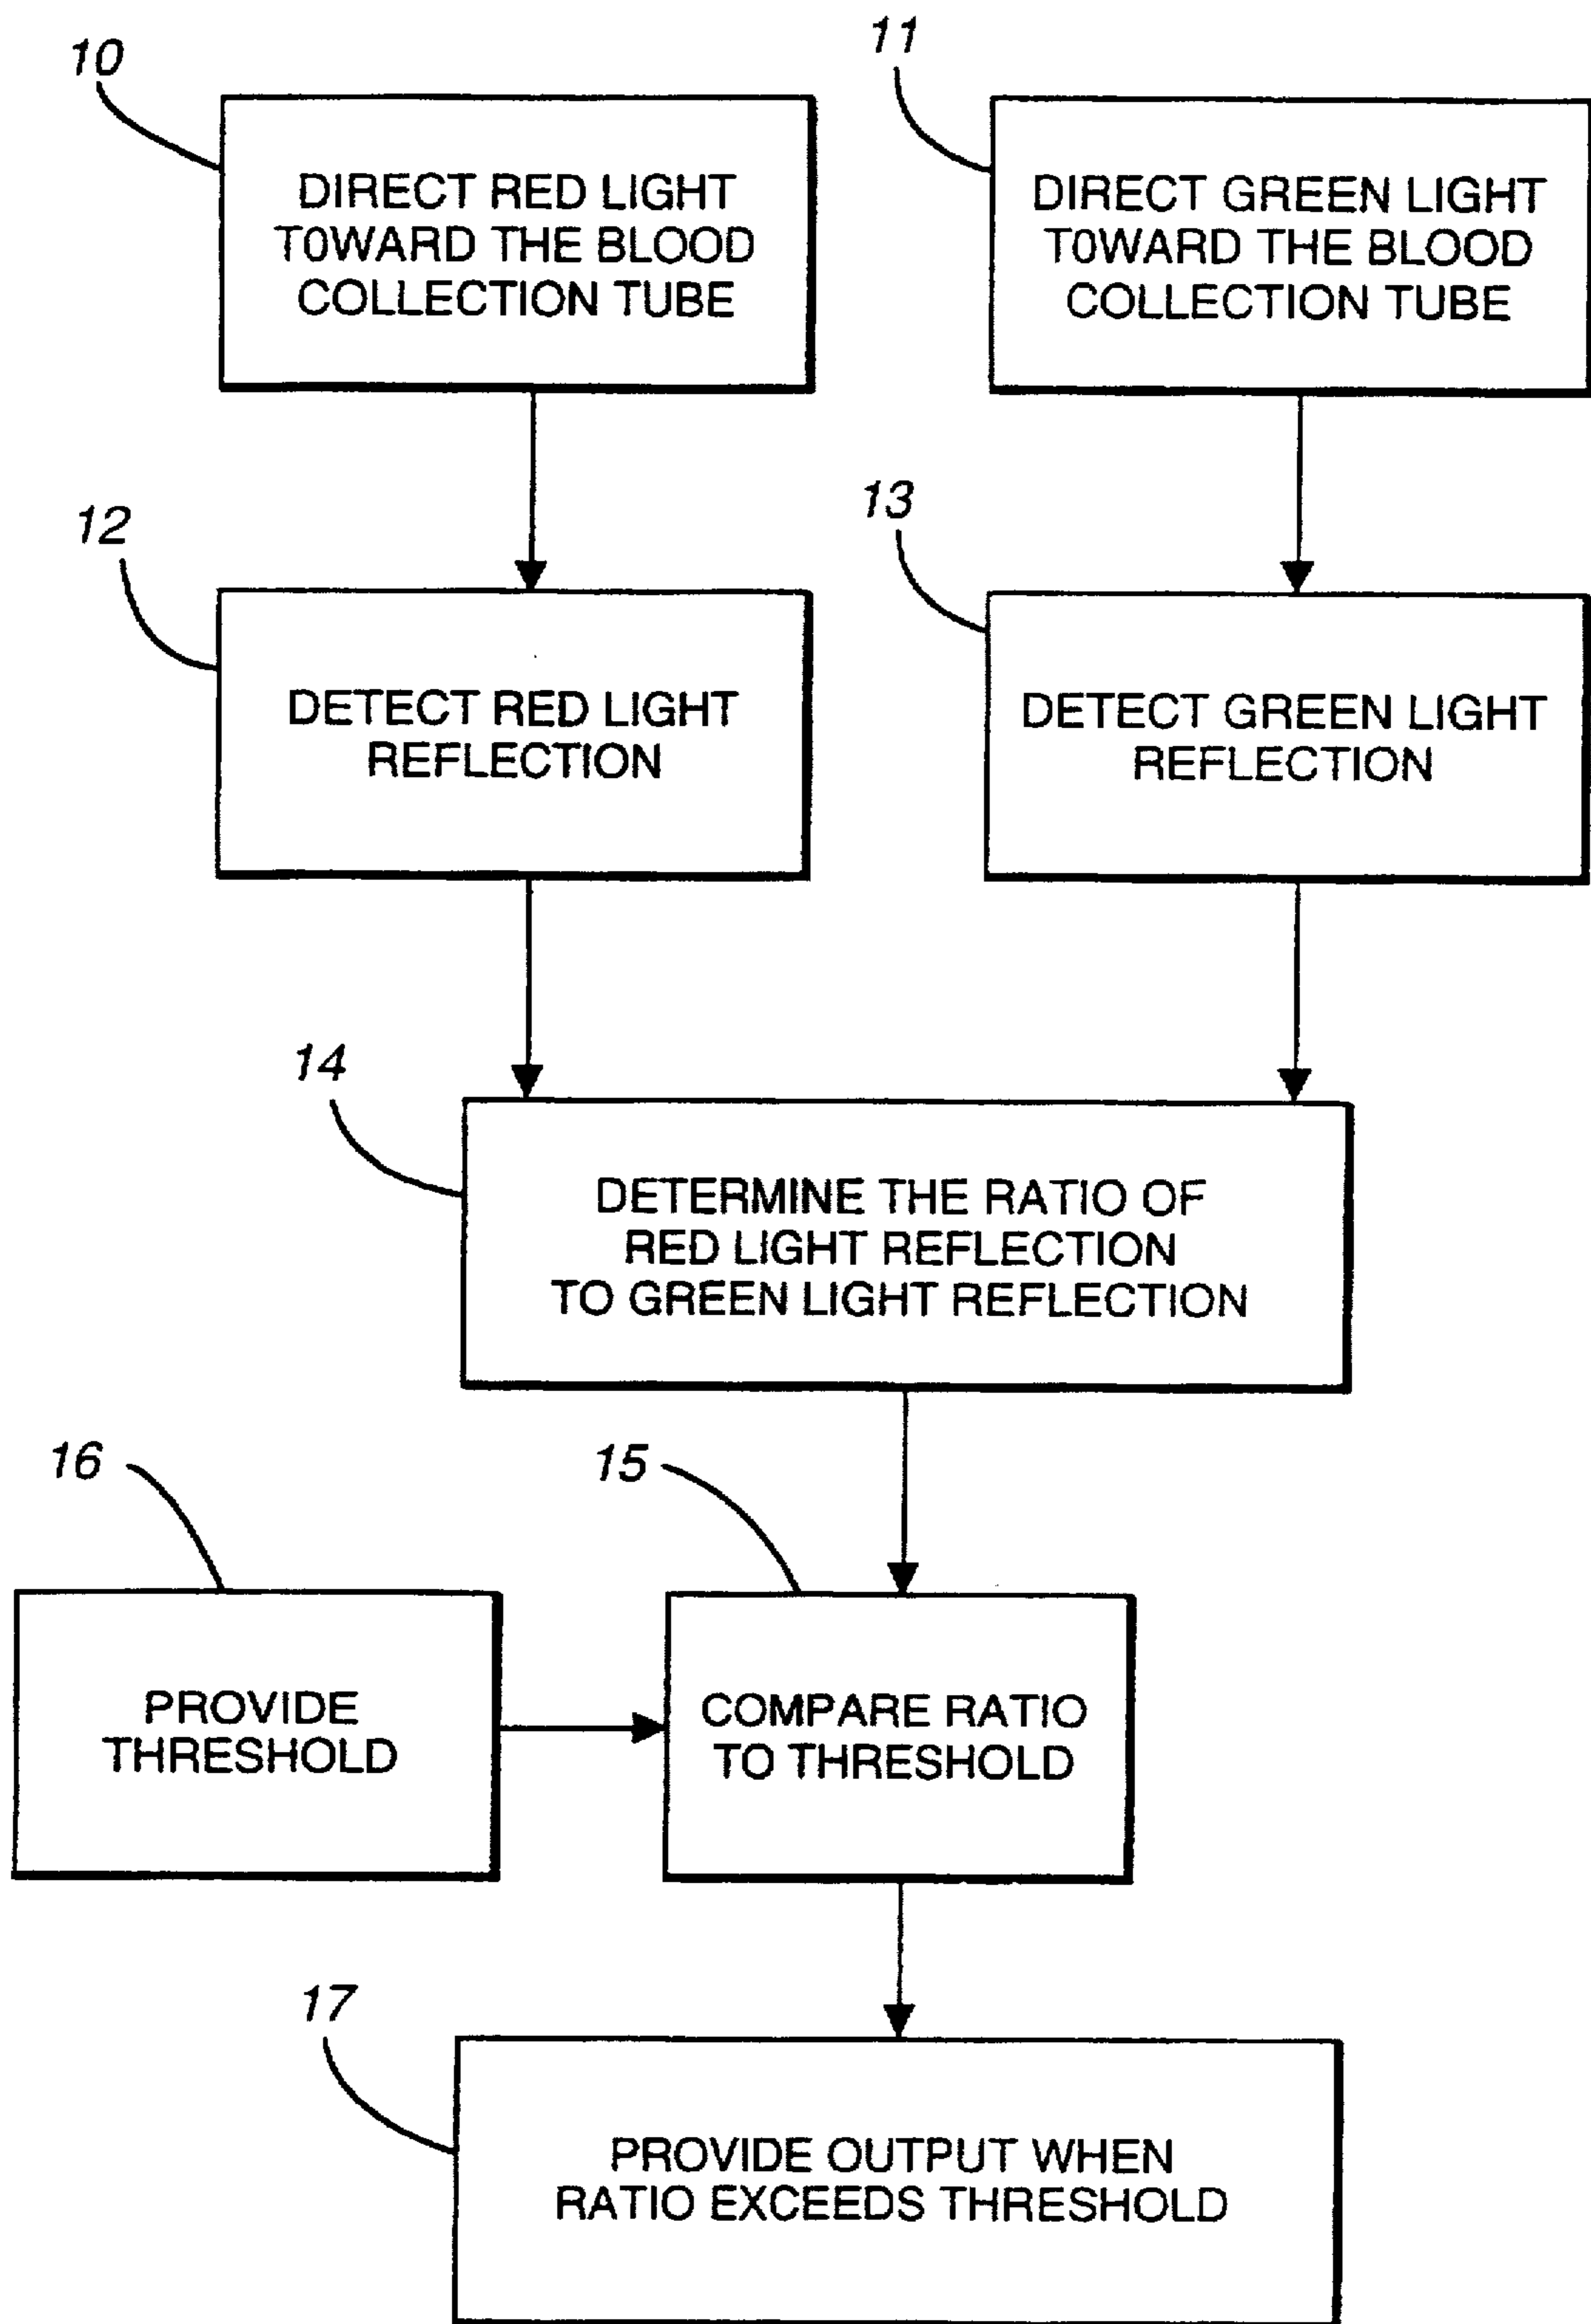 10
11
DIRECT RED LIGHT
T0WARD THE BLOOD
COLLECTION TUBE
DIRECT GREEN LIGHT
T0WARD THE BLOOD
COLLECTION TUBE
12
13
DETECT RED LIGHT
REFLECTION
DETECT GREEN LIGHT
REFLECTION
14
DETERMINE THE RATIO OF
RED LIGHT REFLECTION
TO GREEN LIGHT REFLECTION
16
15
PROVIDE
THRESHOLD
COMPARE RATIO
TO THRESHOLD
17
PROVIDE OUTPUT WHEN
RATIO EXCEEDS THRESHOLD